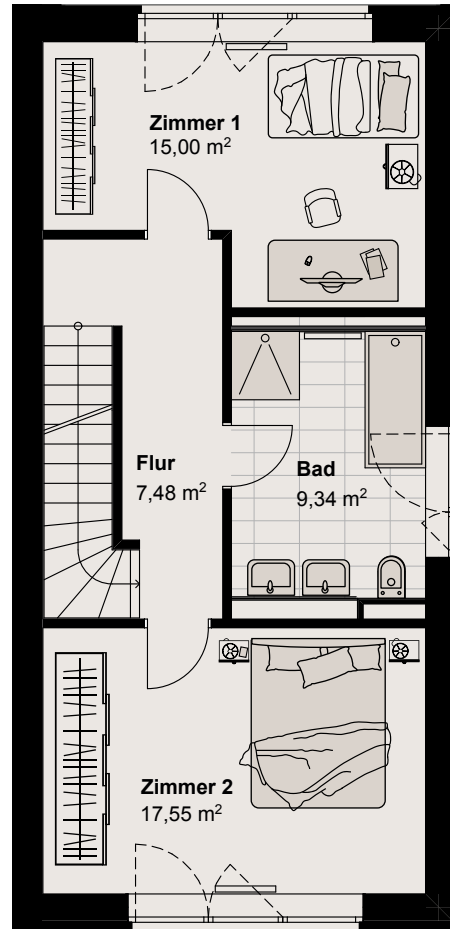 Zimmer 1
15,00 m²
Flur
7,48 m²
Bad
9,34 m²
Zimmer 2
17,55 m²